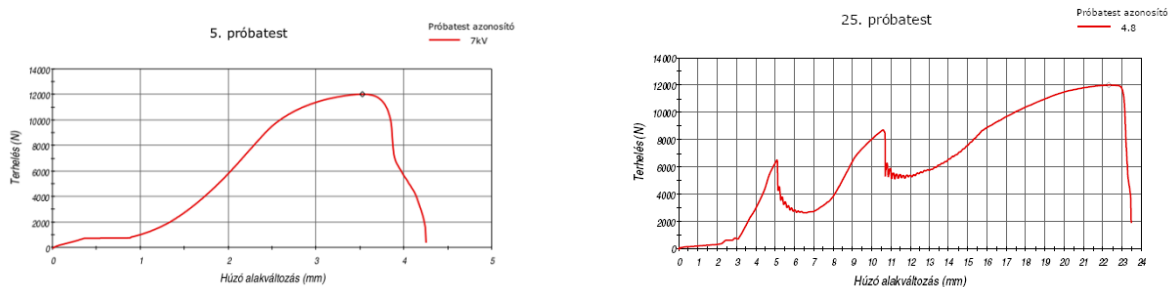 5. próbatest
Próbatest azonosító
7kV
14000
12000
10000
8000
6000
4000
2000
0
Terhelés (N)
0 1 2 3 4 5
Húzó alakváltozás (mm)
25. próbatest
Próbatest azonosító
4.8
14000
12000
10000
8000
6000
4000
2000
0
Terhelés (N)
0 1 2 3 4 5 6 7 8 9 10 11 12 13 14 15 16 17 18 19 20 21 22 23 24
Húzó alakváltozás (mm)